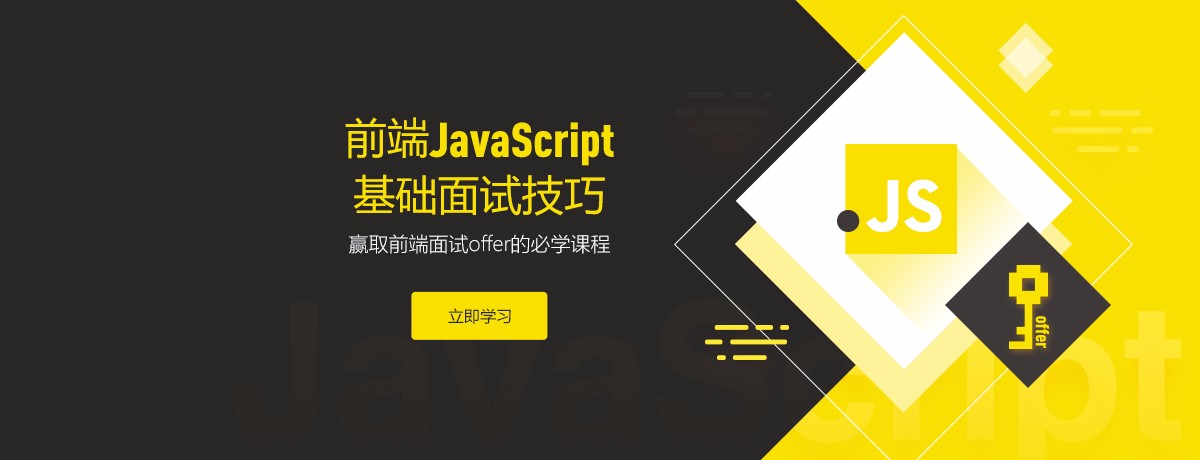 前端JavaScript
基础面试技巧
赢取前端面试offer的必学课程
立即学习
JS
offer
JavaScript